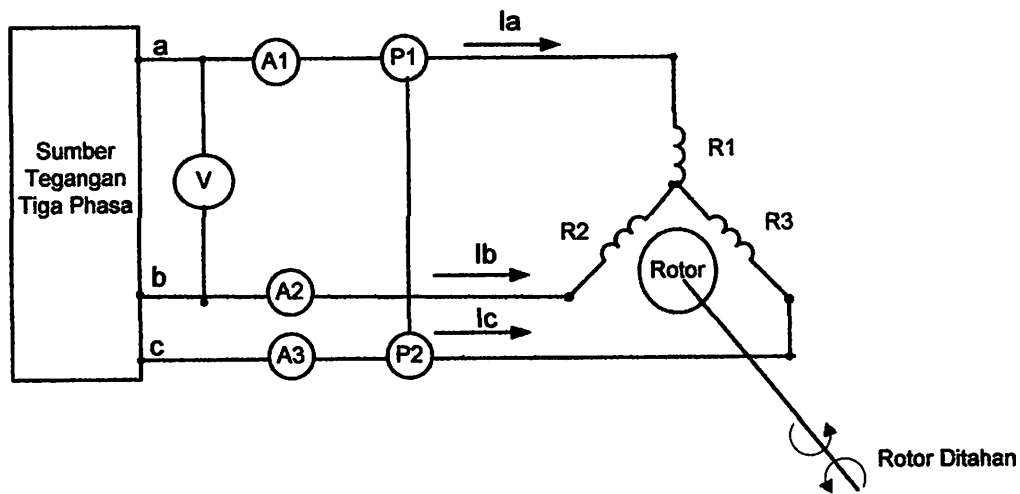 Ia
a
A1
P1
Sumber
Tegangan
Tiga Phasa
V
R1
R2
R3
Rotor
b
A2
Ib
c
A3
P2
Ic
Rotor Ditahan